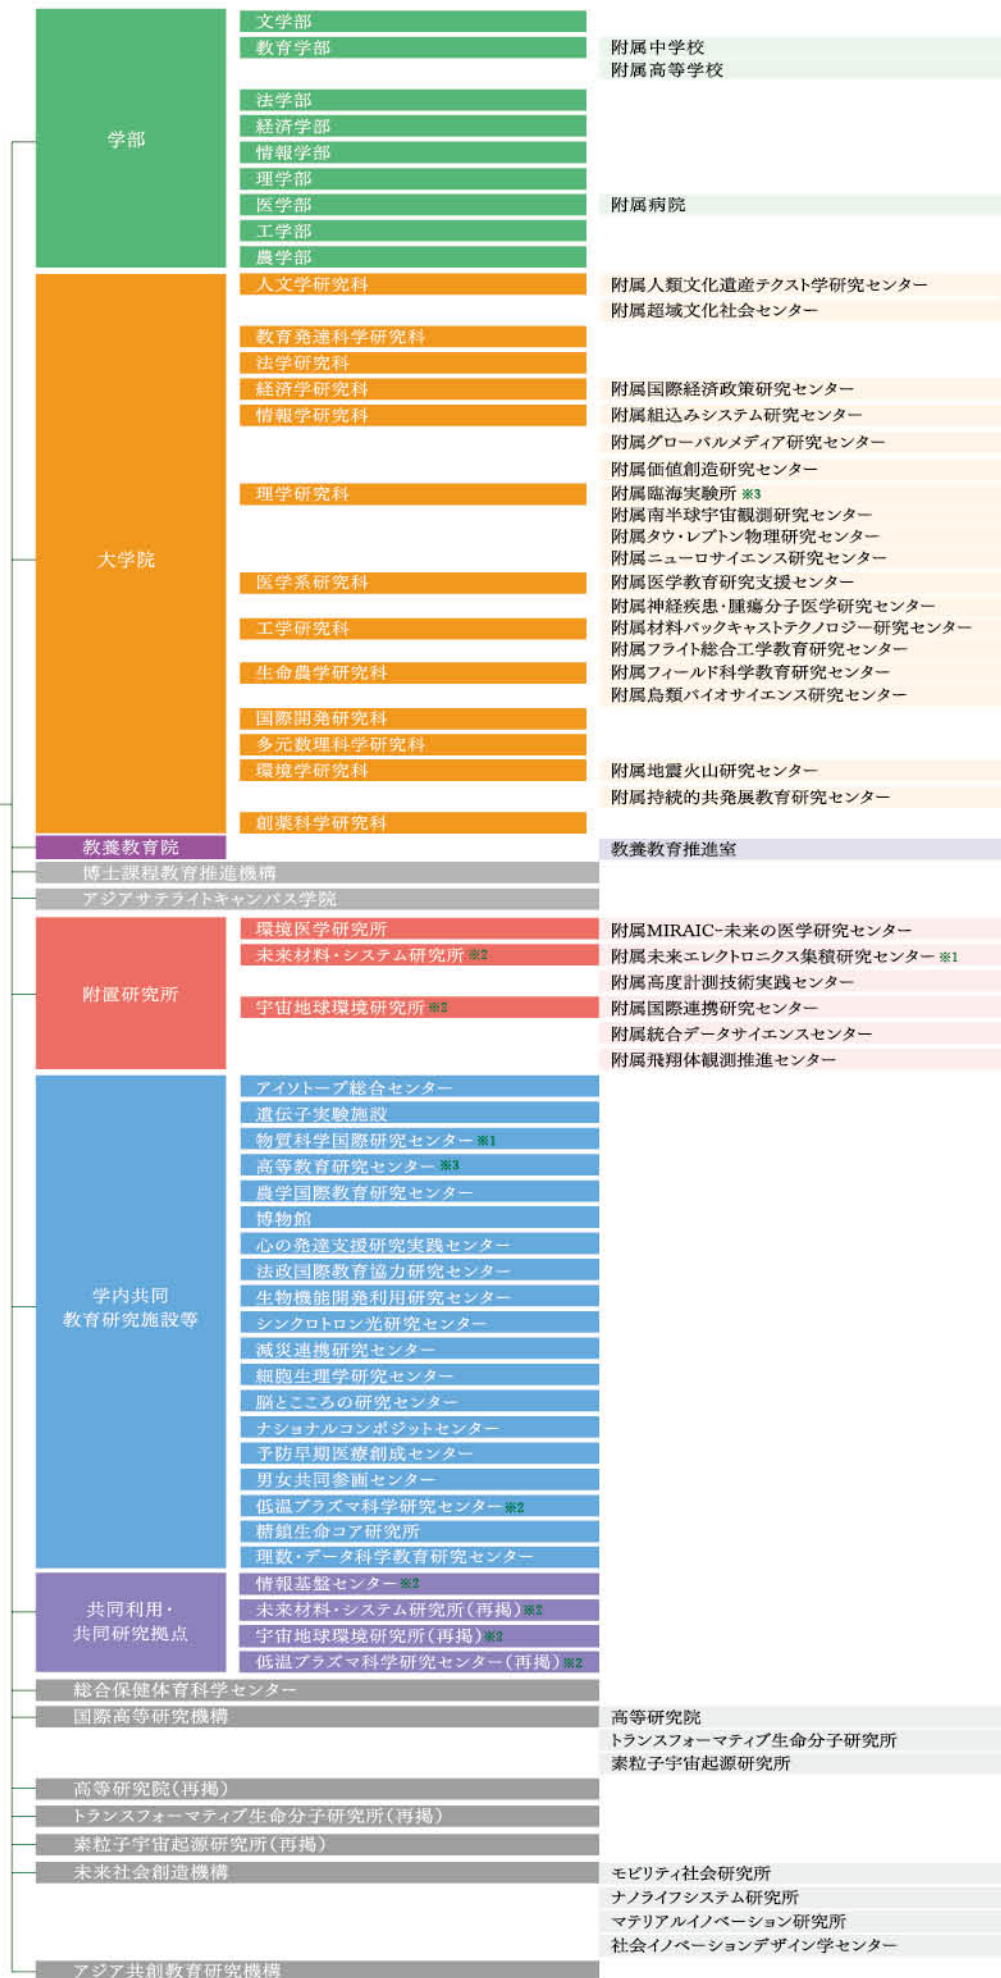 学部
文学部
教育学部
附属中学校
附属高等学校
法学部
経済学部
情報学部
理学部
医学部
附属病院
工学部
農学部
大学院
人文学研究科
附属人類文化遺産テクスト学研究センター
附属超域文化社会センター
教育発達科学研究科
法学研究科
経済学研究科
附属国際経済政策研究センター
情報学研究科
附属組込みシステム研究センター
附属グローバルメディア研究センター
附属価値創造研究センター
理学研究科
附属臨海実験所 ※3
附属南半球宇宙観測研究センター
附属タウ・レプトン物理研究センター
附属ニューロサイエンス研究センター
医学系研究科
附属医学教育研究支援センター
附属神経疾患・腫瘍分子医学研究センター
工学研究科
附属材料バックキャストテクノロジー研究センター
附属フライト総合工学教育研究センター
生命農学研究科
附属フィールド科学教育研究センター
附属鳥類バイオサイエンス研究センター
国際開発研究科
多元数理科学研究科
環境学研究科
附属地震火山研究センター
附属持続的共発展教育研究センター
創薬科学研究科
教養教育院
教養教育推進室
博士課程教育推進機構
アジアサテライトキャンパス学院
附置研究所
環境医学研究所
附属MIRAIC-未来の医学研究センター
未来材料・システム研究所 ※2
附属未来エレクトロニクス集積研究センター ※1
附属高度計測技術実践センター
宇宙地球環境研究所 ※2
附属国際連携研究センター
附属統合データサイエンスセンター
附属飛翔体観測推進センター
学内共同
教育研究施設等
アイソトープ総合センター
遺伝子実験施設
物質科学国際研究センター ※1
高等教育研究センター ※3
農学国際教育研究センター
博物館
心の発達支援研究実践センター
法政国際教育協力研究センター
生物機能開発利用研究センター
シンクロトロン光研究センター
減災連携研究センター
細胞生理学研究センター
脳とこころの研究センター
ナショナルコンポジットセンター
予防早期医療創成センター
男女共同参画センター
低温プラズマ科学研究センター ※2
糖鎖生命コア研究所
理数・データ科学教育研究センター
共同利用・
共同研究拠点
情報基盤センター ※2
未来材料・システム研究所(再掲) ※2
宇宙地球環境研究所(再掲) ※2
低温プラズマ科学研究センター(再掲) ※2
総合保健体育科学センター
国際高等研究機構
高等研究院
トランスフォーマティブ生命分子研究所
素粒子宇宙起源研究所
高等研究院(再掲)
トランスフォーマティブ生命分子研究所(再掲)
素粒子宇宙起源研究所(再掲)
未来社会創造機構
モビリティ社会研究所
ナノライフシステム研究所
マテリアルイノベーション研究所
社会イノベーションデザイン学センター
アジア共創教育研究機構